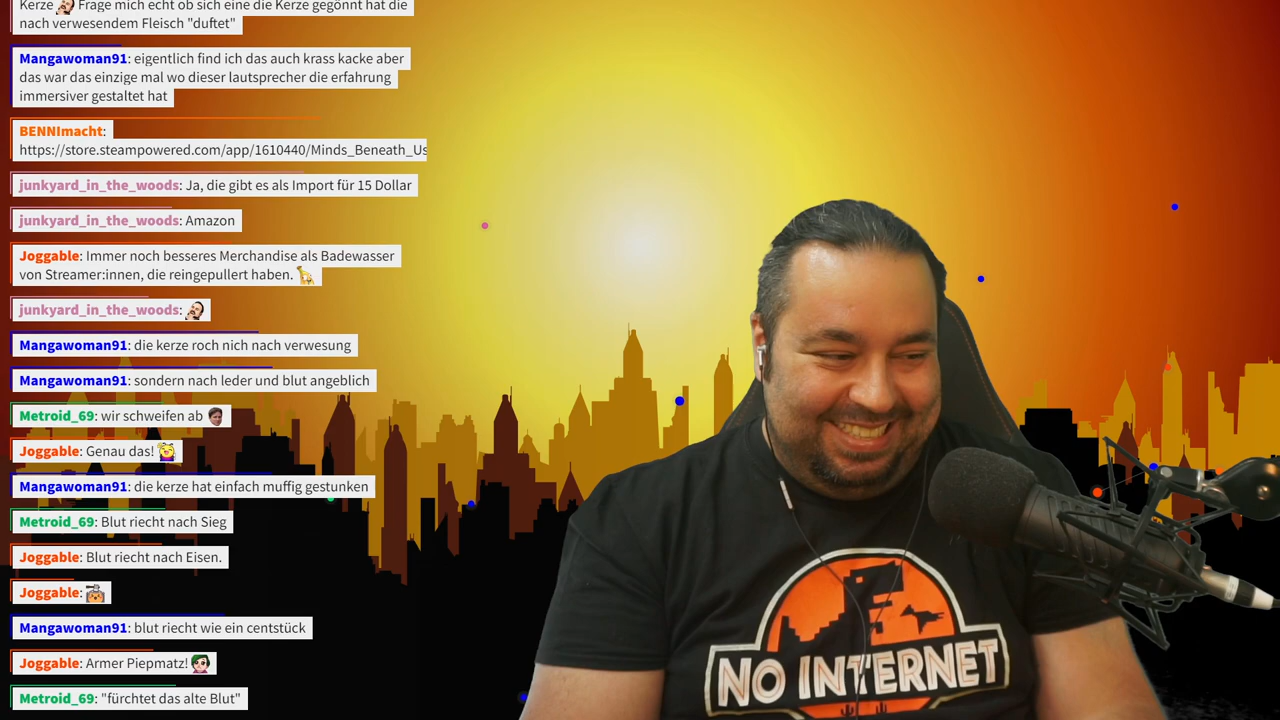 Kerze Frage mich echt ob sich eine die Kerze gegönnt hat die
nach verwesendem Fleisch "duftet"
Mangawoman91: eigentlich find ich das auch krass kacke aber
das war das einzige mal wo dieser lautsprecher die erfahrung
immersiver gestaltet hat
BENNImacht:
https://store.steampowered.com/app/1610440/Minds_Beneath_Us
junkyard_in_the_woods: Ja, die gibt es als Import für 15 Dollar
junkyard_in_the_woods: Amazon
Joggable: Immer noch besseres Merchandise als Badewasser
von Streamer:innen, die reingepullert haben.
junkyard_in_the_woods:
Mangawoman91: die kerze roch nich nach verwesung
Mangawoman91: sondern nach leder und blut angeblich
Metroid_69: wir schweifen ab
Joggable: Genau das!
Mangawoman91: die kerze hat einfach muffig gestunken
Metroid_69: Blut riecht nach Sieg
Joggable: Blut riecht nach Eisen.
Joggable:
Mangawoman91: blut riecht wie ein centstück
Joggable: Armer Piepmatz!
Metroid_69: "fürchtet das alte Blut"
NO INTERNET